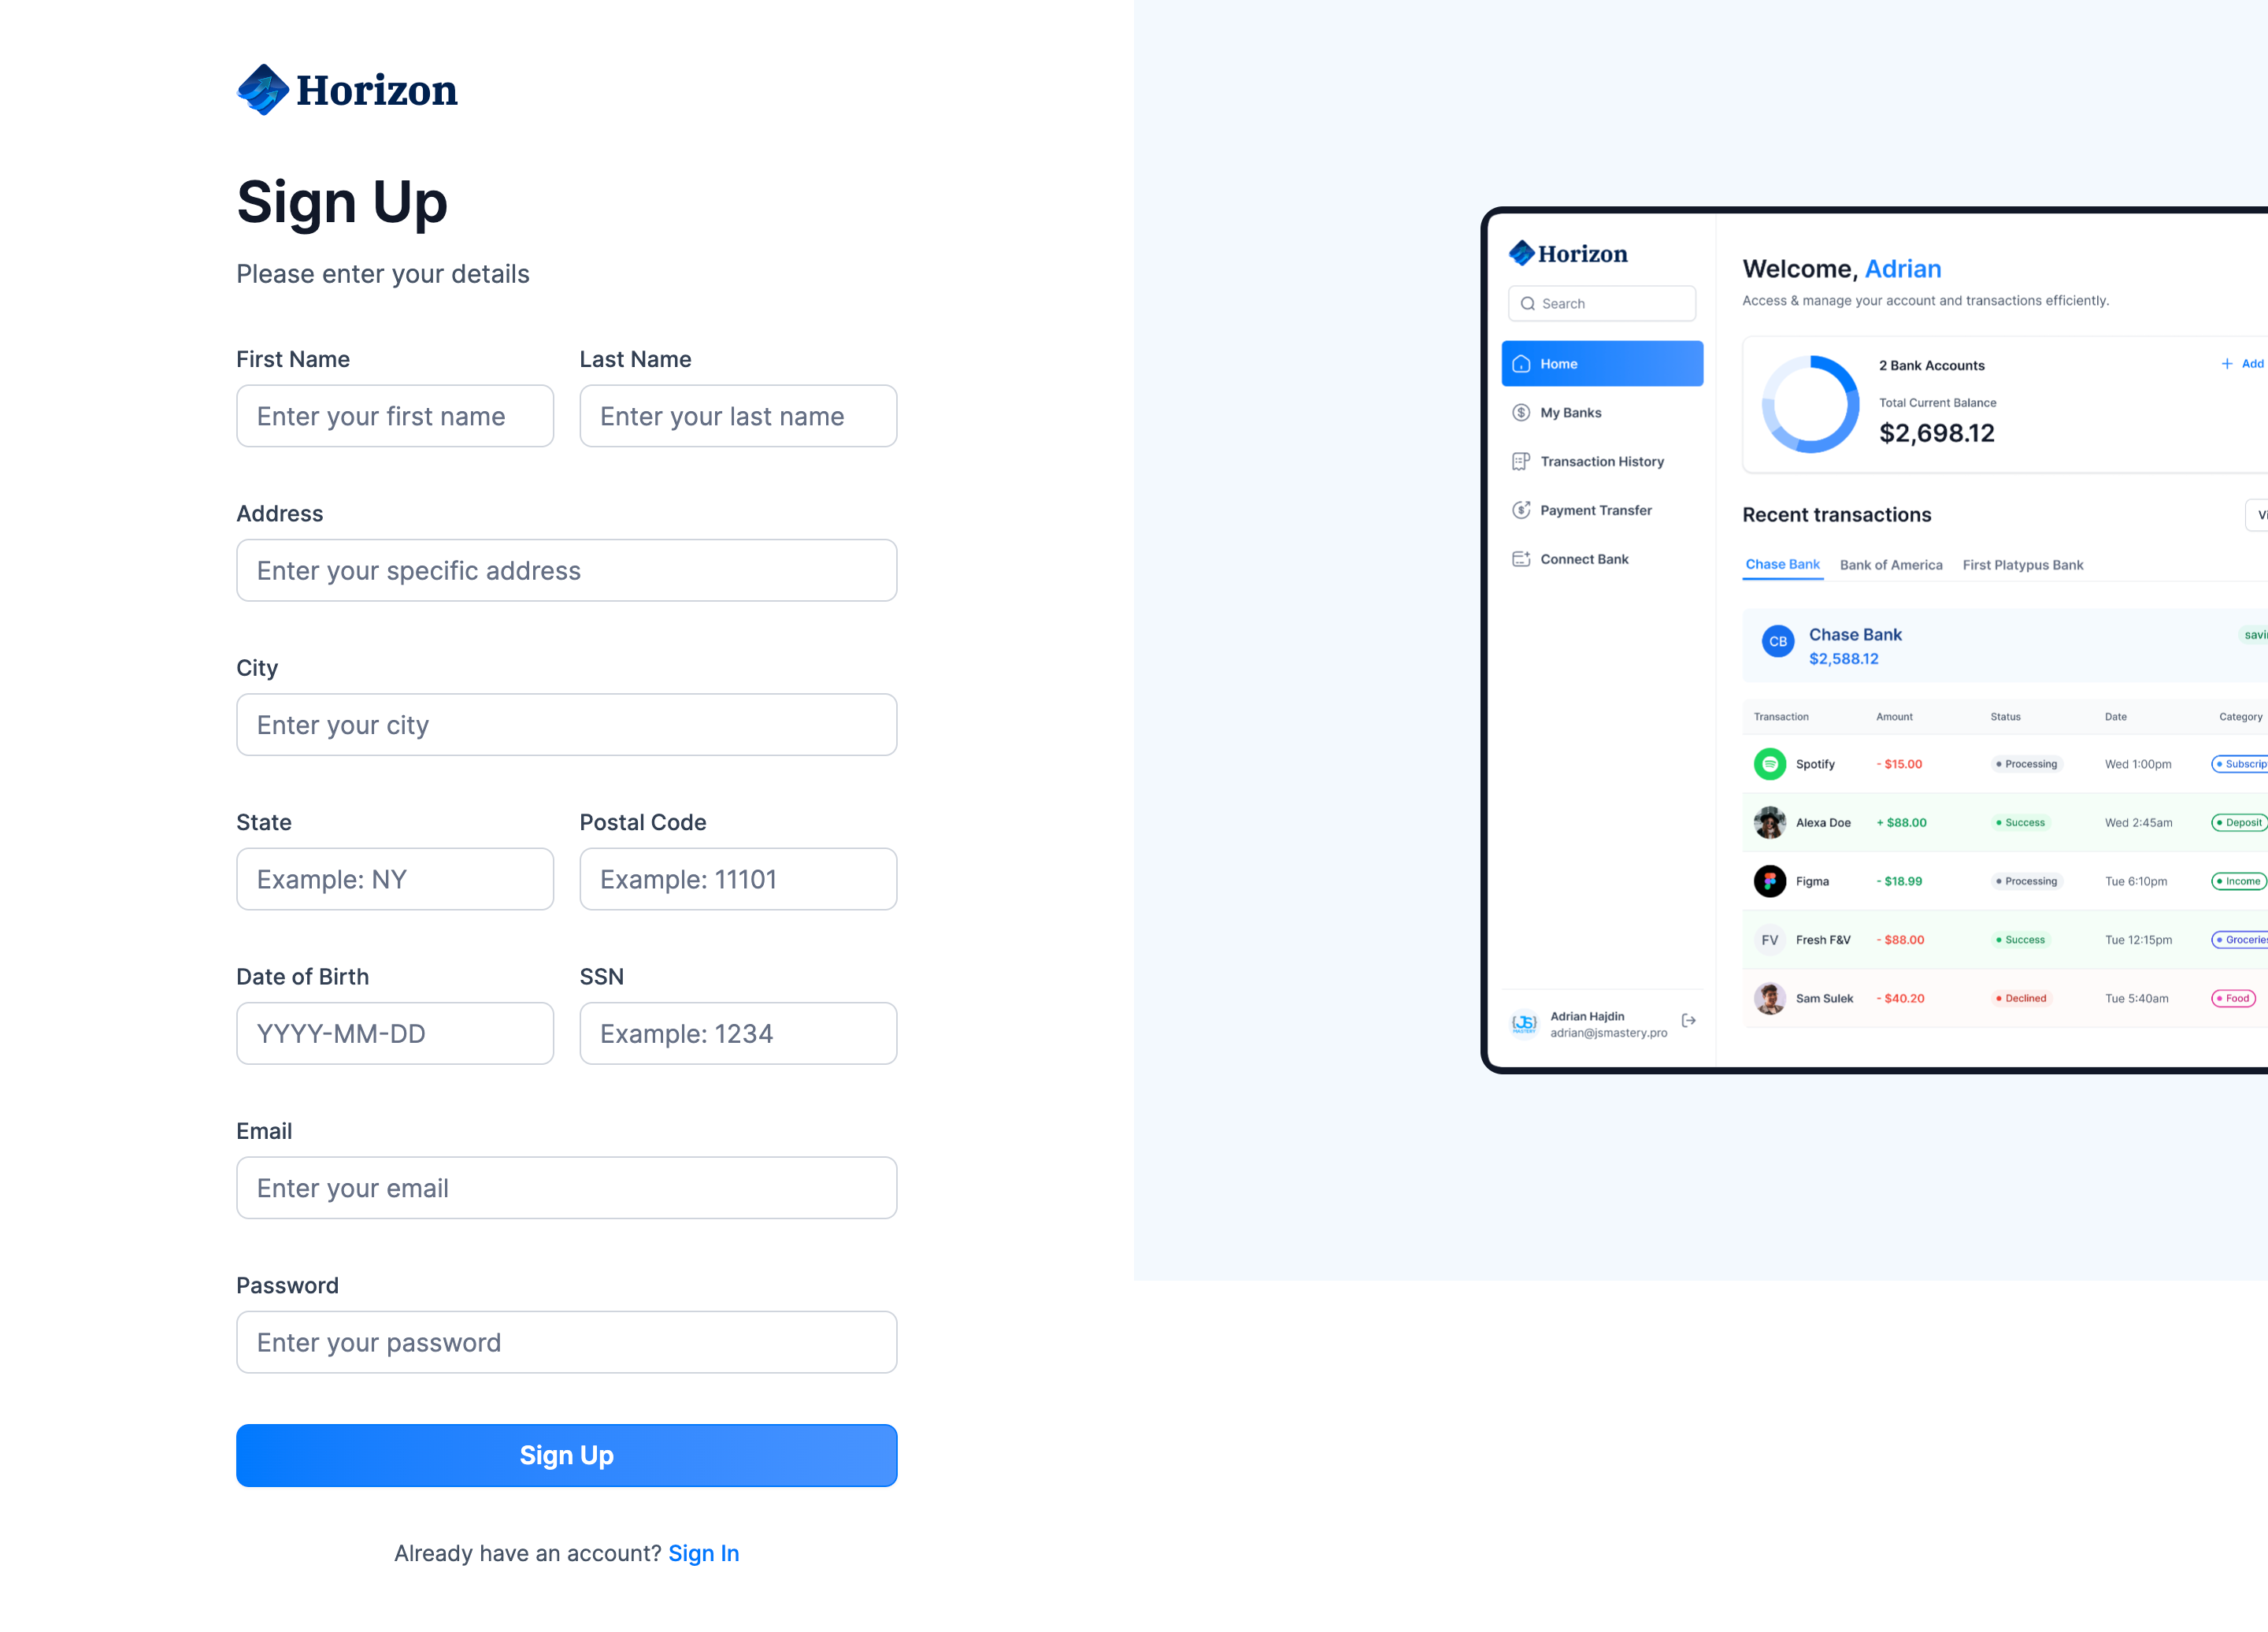 Horizon
Sign Up
Please enter your details
First Name Last Name
Enter your first name Enter your last name
Address
Enter your specific address
City
Enter your city
State Postal Code
Example: NY Example: 11101
Date of Birth SSN
YYYY-MM-DD Example: 1234
Email
Enter your email
Password
Enter your password
Sign Up
Already have an account? Sign In
Horizon
Search
Home
My Banks
Transaction History
Payment Transfer
Connect Bank
JS
MASTERY
Adrian Hajdin
adrian@jsmastery.pro
Welcome, Adrian
Access & manage your account and transactions efficiently.
2 Bank Accounts + Add
Total Current Balance
$2,698.12
Recent transactions
Chase Bank Bank of America First Platypus Bank
CB Chase Bank
$2,588.12
Transaction Amount Status Date Category
Spotify - $15.00 Processing Wed 1:00pm Subscrip
Alexa Doe + $88.00 Success Wed 2:45am Deposit
Figma - $18.99 Processing Tue 6:10pm Income
FV Fresh F&V - $88.00 Success Tue 12:15pm Groceries
Sam Sulek - $40.20 Declined Tue 5:40am Food